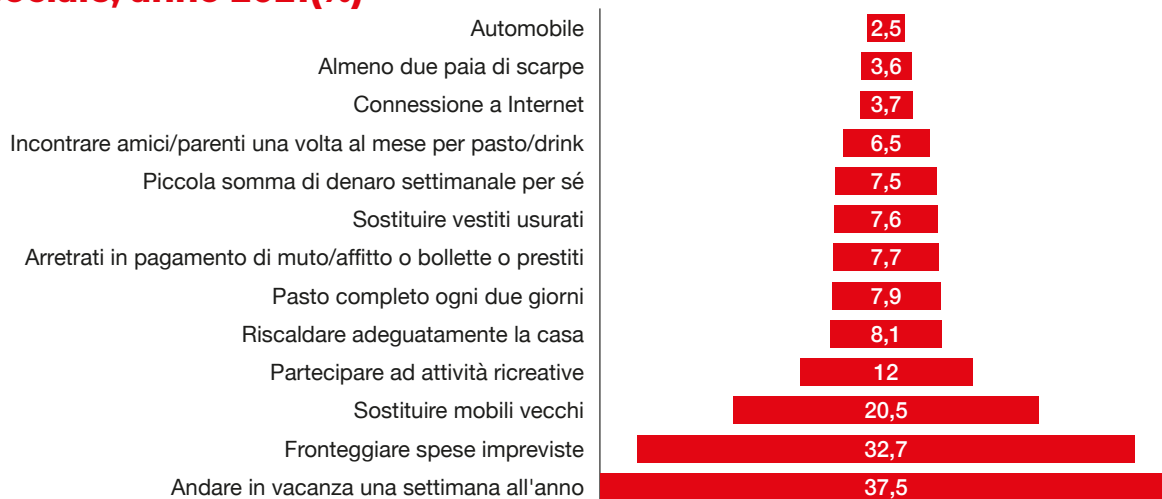 anno 2021(%)
Automobile 2,5
Almeno due paia di scarpe 3,6
Connessione a Internet 3,7
Incontrare amici/parenti una volta al mese per pasto/drink 6,5
Piccola somma di denaro settimanale per sé 7,5
Sostituire vestiti usurati 7,6
Arretrati in pagamento di muto/affitto o bollette o prestiti 7,7
Pasto completo ogni due giorni 7,9
Riscaldare adeguatamente la casa 8,1
Partecipare ad attività ricreative 12
Sostituire mobili vecchi 20,5
Fronteggiare spese impreviste 32,7
Andare in vacanza una settimana all'anno 37,5